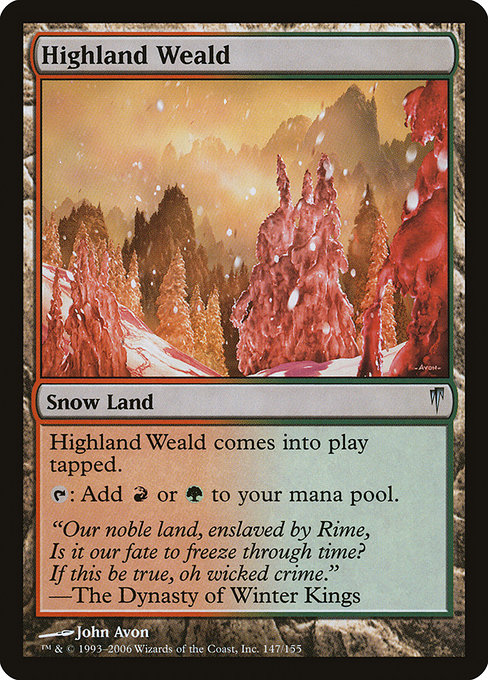 Highland Weald
-AVON-
Snow Land
Highland Weald comes into play
tapped.
: Add or to your mana pool.
“Our noble land, enslaved by Rime,
Is it our fate to freeze through time?
If this be true, oh wicked crime.”
—The Dynasty of Winter Kings
John Avon
™ & © 1993–2006 Wizards of the Coast, Inc. 147/155